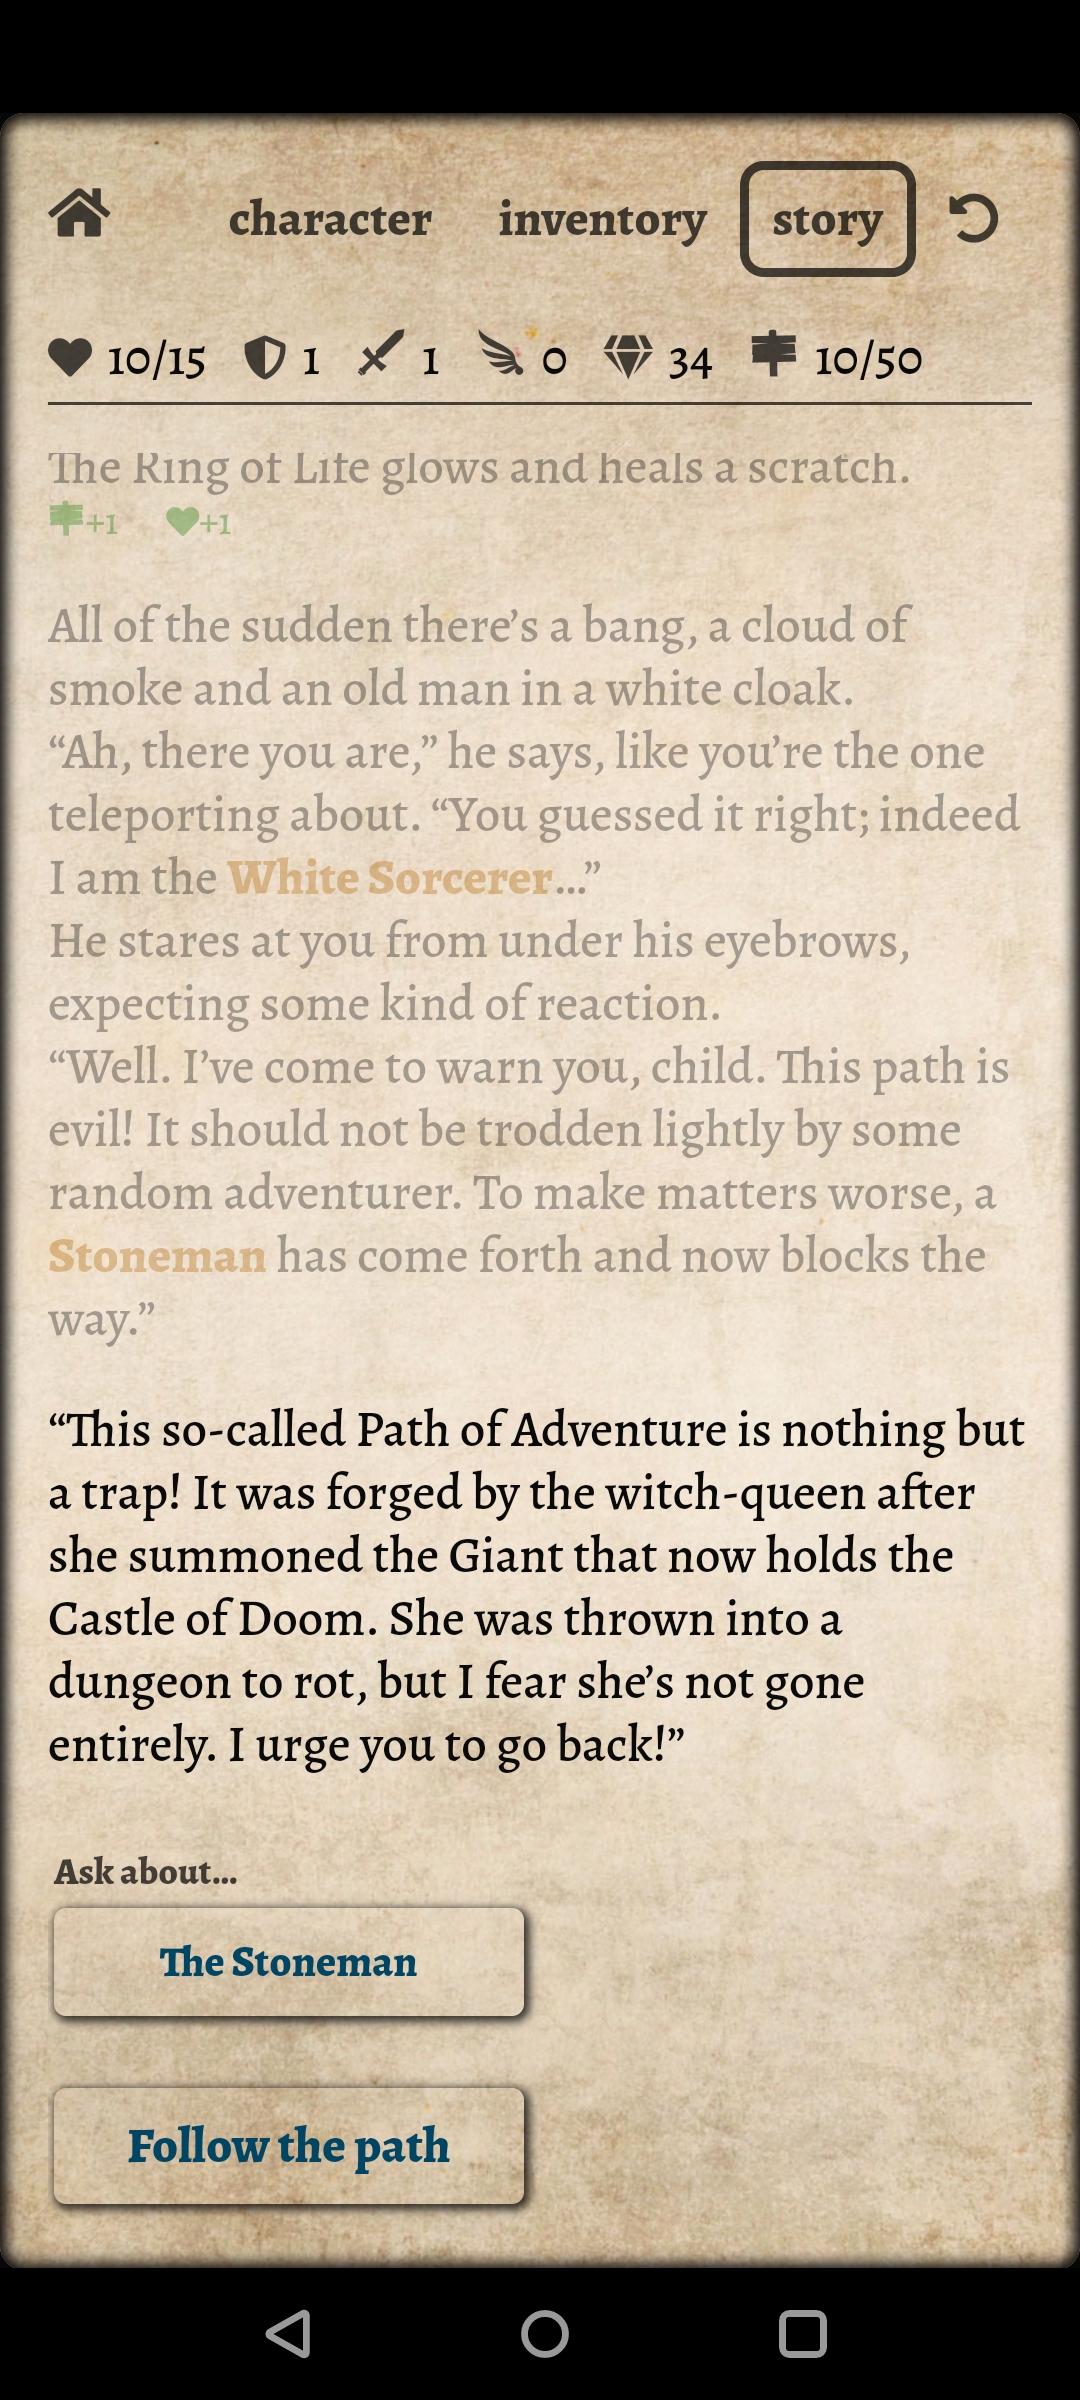 character inventory story
10/15 1 1 0 34 10/50
The Ring of Life glows and heals a scratch.
+1 +1
All of the sudden there’s a bang, a cloud of
smoke and an old man in a white cloak.
“Ah, there you are,” he says, like you’re the one
teleporting about. “You guessed it right; indeed
I am the White Sorcerer...”
He stares at you from under his eyebrows,
expecting some kind of reaction.
“Well. I’ve come to warn you, child. This path is
evil! It should not be trodden lightly by some
random adventurer. To make matters worse, a
Stoneman has come forth and now blocks the
way.”
“This so-called Path of Adventure is nothing but
a trap! It was forged by the witch-queen after
she summoned the Giant that now holds the
Castle of Doom. She was thrown into a
dungeon to rot, but I fear she’s not gone
entirely. I urge you to go back!”
Ask about...
The Stoneman
Follow the path